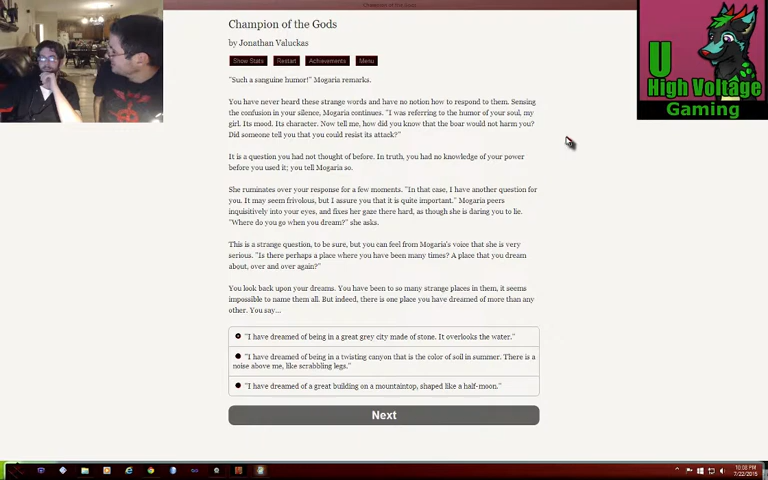 Champion of the Gods
by Jonathan Valuckas
Show Stats Restart Achievements Menu
"Such a sanguine humor!" Mogaria remarks.
You have never heard these strange words and have no notion how to respond to them. Sensing
the confusion in your silence, Mogaria continues. "I was referring to the humor of your soul, my
girl. Its mood. Its character. Now tell me, how did you know that the boar would not harm you?
Did someone tell you that you could resist its attack?"
It is a question you had not thought of before. In truth, you had no knowledge of your power
before you used it; you tell Mogaria so.
She ruminates over your response for a few moments. "In that case, I have another question for
you. It may seem frivolous, but I assure you that it is quite important." Mogaria peers
inquisitively into your eyes, and fixes her gaze there hard, as though she is daring you to lie.
"Where do you go when you dream?" she asks.
This is a strange question, to be sure, but you can feel from Mogaria's voice that she is very
serious. "Is there perhaps a place where you have been many times? A place that you dream
about, over and over again?"
You look back upon your dreams. You have been to so many strange places in them, it seems
impossible to name them all. But indeed, there is one place you have dreamed of more than any
other. You say...
"I have dreamed of being in a great grey city made of stone. It overlooks the water."
"I have dreamed of being in a twisting canyon that is the color of soil in summer. There is a
noise above me, like scrabbling legs."
"I have dreamed of a great building on a mountaintop, shaped like a half-moon."
Next
U
High Voltage
Gaming
10:02 PM
7/22/2015